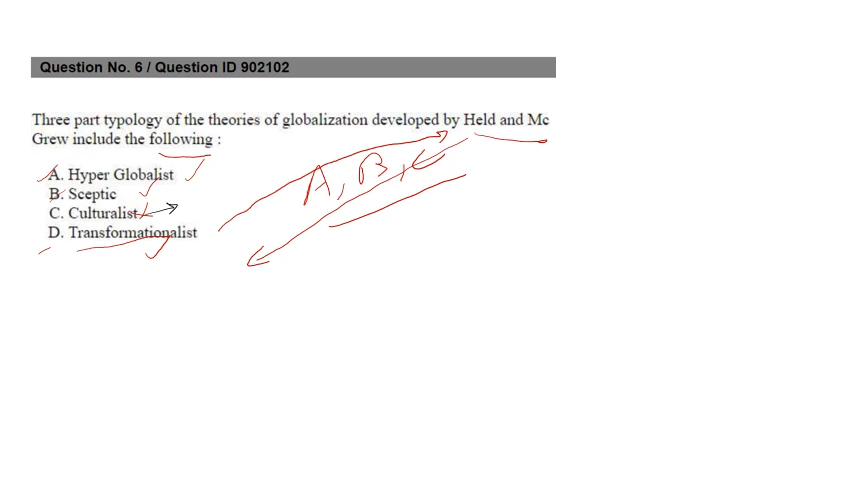 Question No. 6 / Question ID 902102
Three part typology of the theories of globalization developed by Held and Mc
Grew include the following :
A. Hyper Globalist
B. Sceptic
C. Culturalist
D. Transformationalist
A, B, C